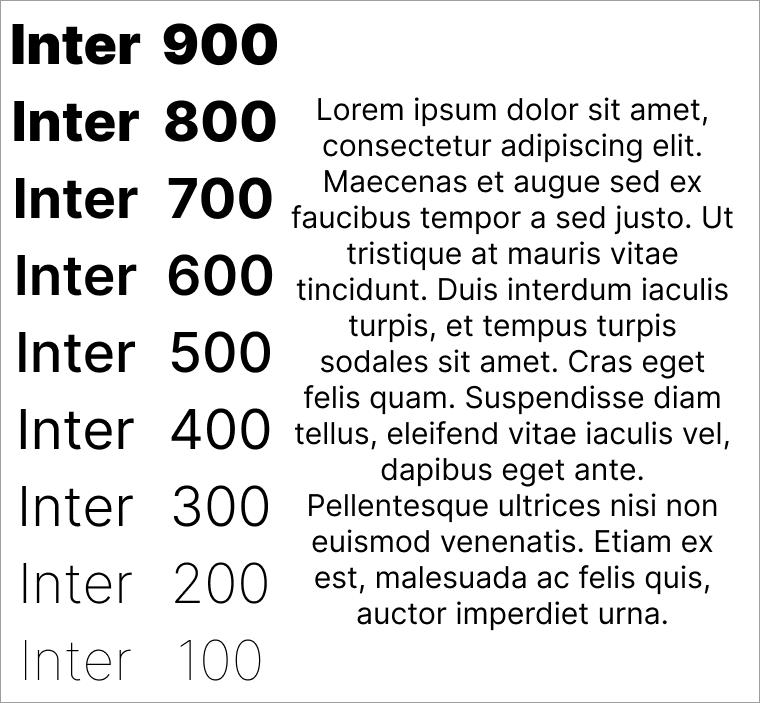 Inter 900
Inter 800
Inter 700
Inter 600
Inter 500
Inter 400
Inter 300
Inter 200
Inter 100
Lorem ipsum dolor sit amet,
consectetur adipiscing elit.
Maecenas et augue sed ex
faucibus tempor a sed justo. Ut
tristique at mauris vitae
tincidunt. Duis interdum iaculis
turpis, et tempus turpis
sodales sit amet. Cras eget
felis quam. Suspendisse diam
tellus, eleifend vitae iaculis vel,
dapibus eget ante.
Pellentesque ultrices nisi non
euismod venenatis. Etiam ex
est, malesuada ac felis quis,
auctor imperdiet urna.